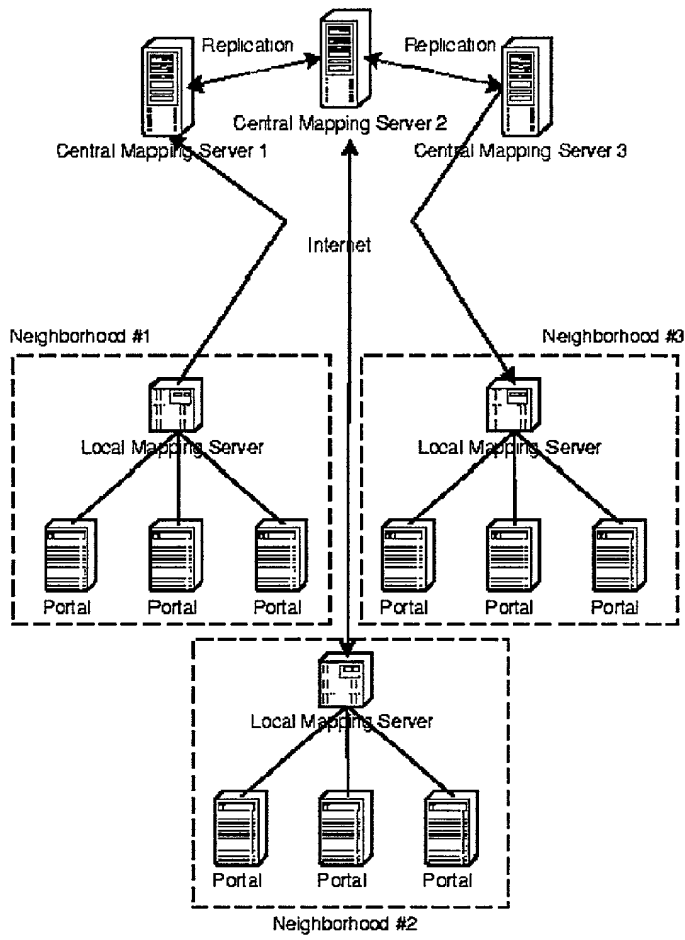 Replication
Replication
Central Mapping Server 2
Central Mapping Server 1
Central Mapping Server 3
Internet
Neighborhood #1
Neighborhood #3
Local Mapping Server
Local Mapping Server
Portal
Portal
Portal
Portal
Portal
Portal
Local Mapping Server
Portal
Portal
Portal
Neighborhood #2